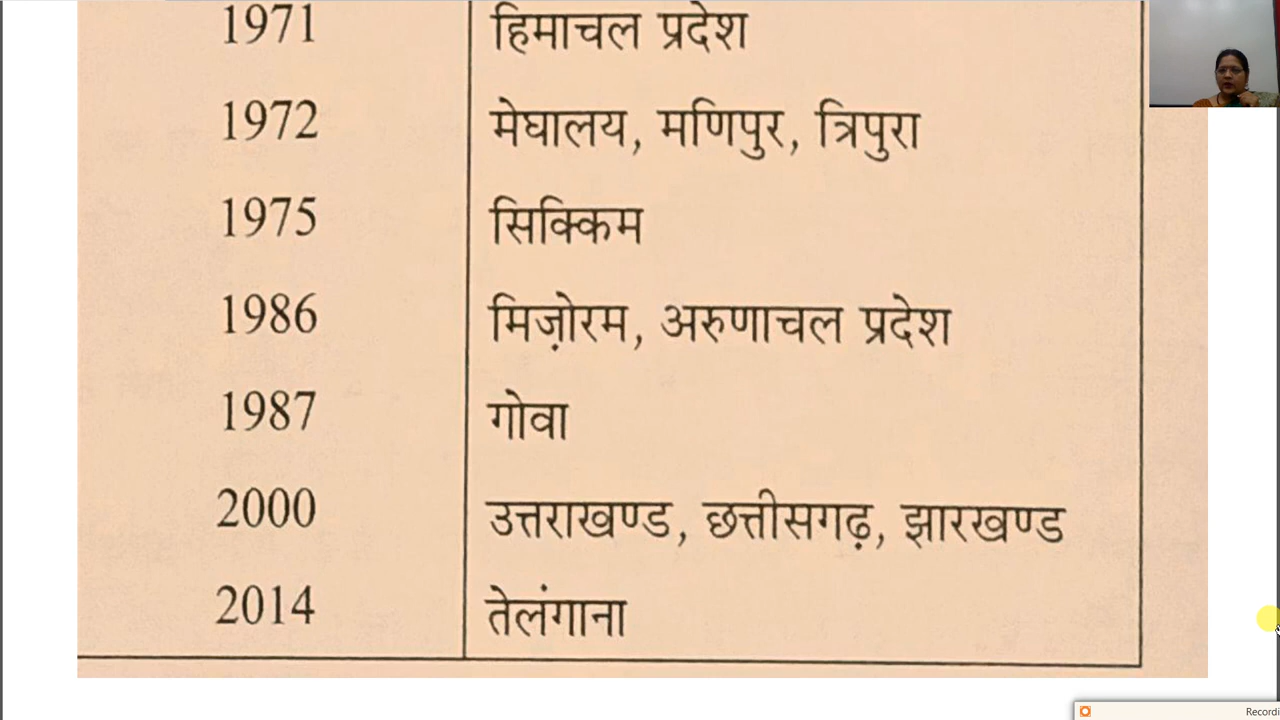 1971 हिमाचल प्रदेश
1972 मेघालय, मणिपुर, त्रिपुरा
1975 सिक्किम
1986 मिज़ोरम, अरुणाचल प्रदेश
1987 गोवा
2000 उत्तराखण्ड, छत्तीसगढ़, झारखण्ड
2014 तेलंगाना
Recordi